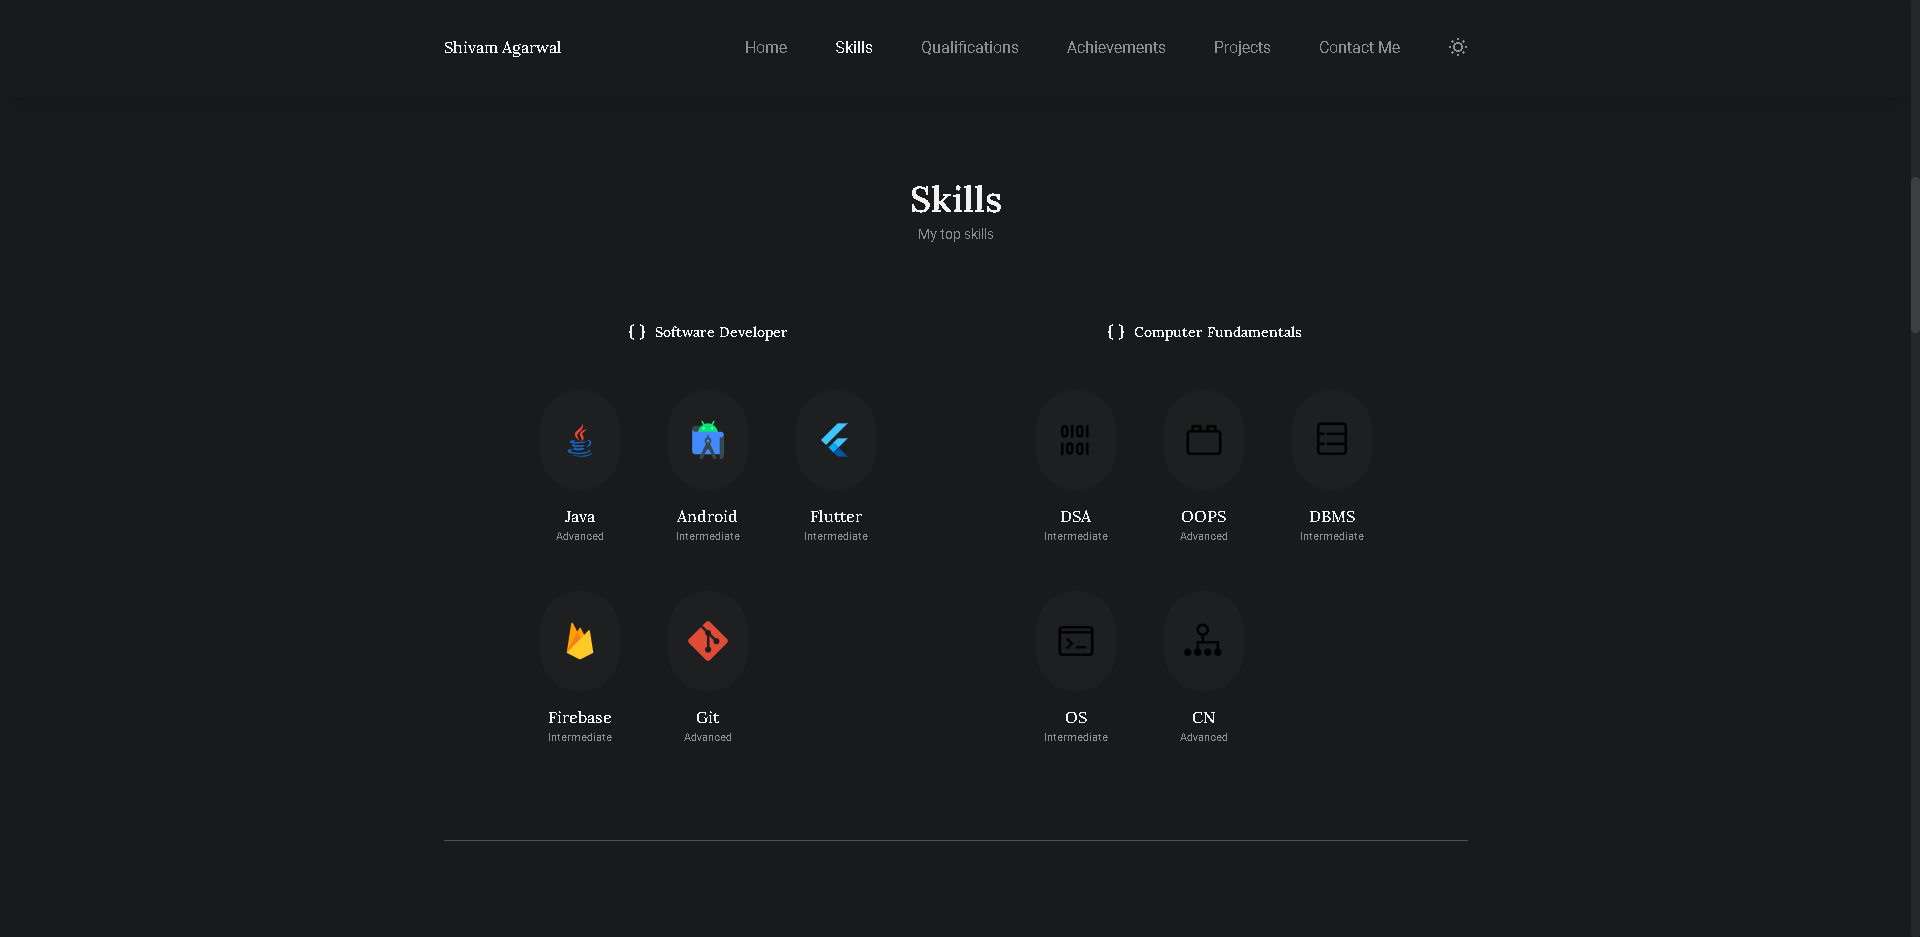 Shivam Agarwal
Home Skills Qualifications Achievements Projects Contact Me
Skills
My top skills
{ } Software Developer
Java Android Flutter
Advanced Intermediate Intermediate
Firebase Git
Intermediate Advanced
{ } Computer Fundamentals
0101
1001
DSA OOPS DBMS
Intermediate Advanced Intermediate
OS CN
Intermediate Advanced